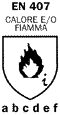 EN 407
CALORE E/O
FIAMMA
i
a b c d e f